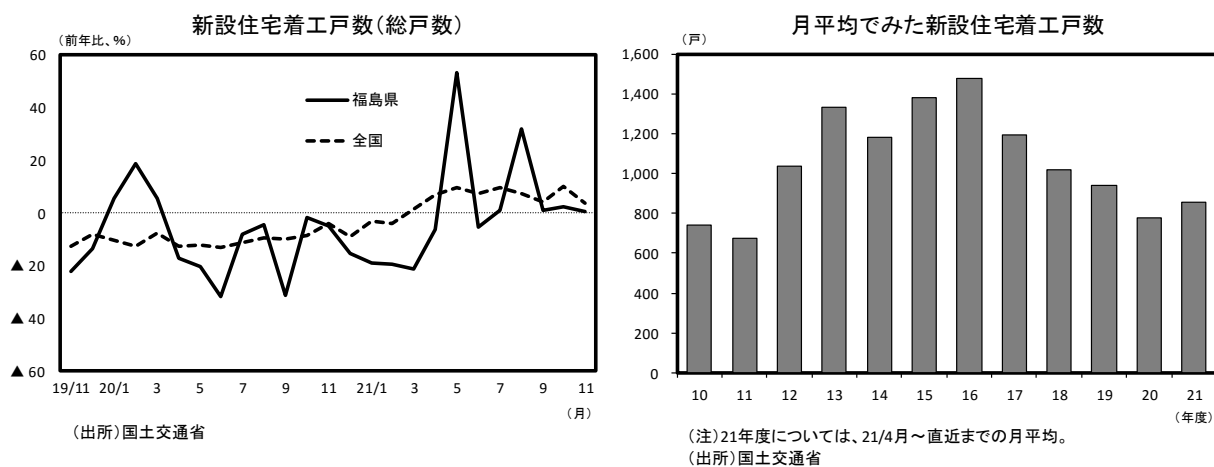 新設住宅着工戸数(総戸数)
(前年比、%)
60
40
20
0
▲ 20
▲ 40
▲ 60
福島県
全国
19/11 20/1 3 5 7 9 11 21/1 3 5 7 9 11
(月)
(出所)国土交通省
月平均でみた新設住宅着工戸数
(戸)
1,600
1,400
1,200
1,000
800
600
400
200
0
10 11 12 13 14 15 16 17 18 19 20 21
(年度)
(注)21年度については、21/4月～直近までの月平均。
(出所)国土交通省